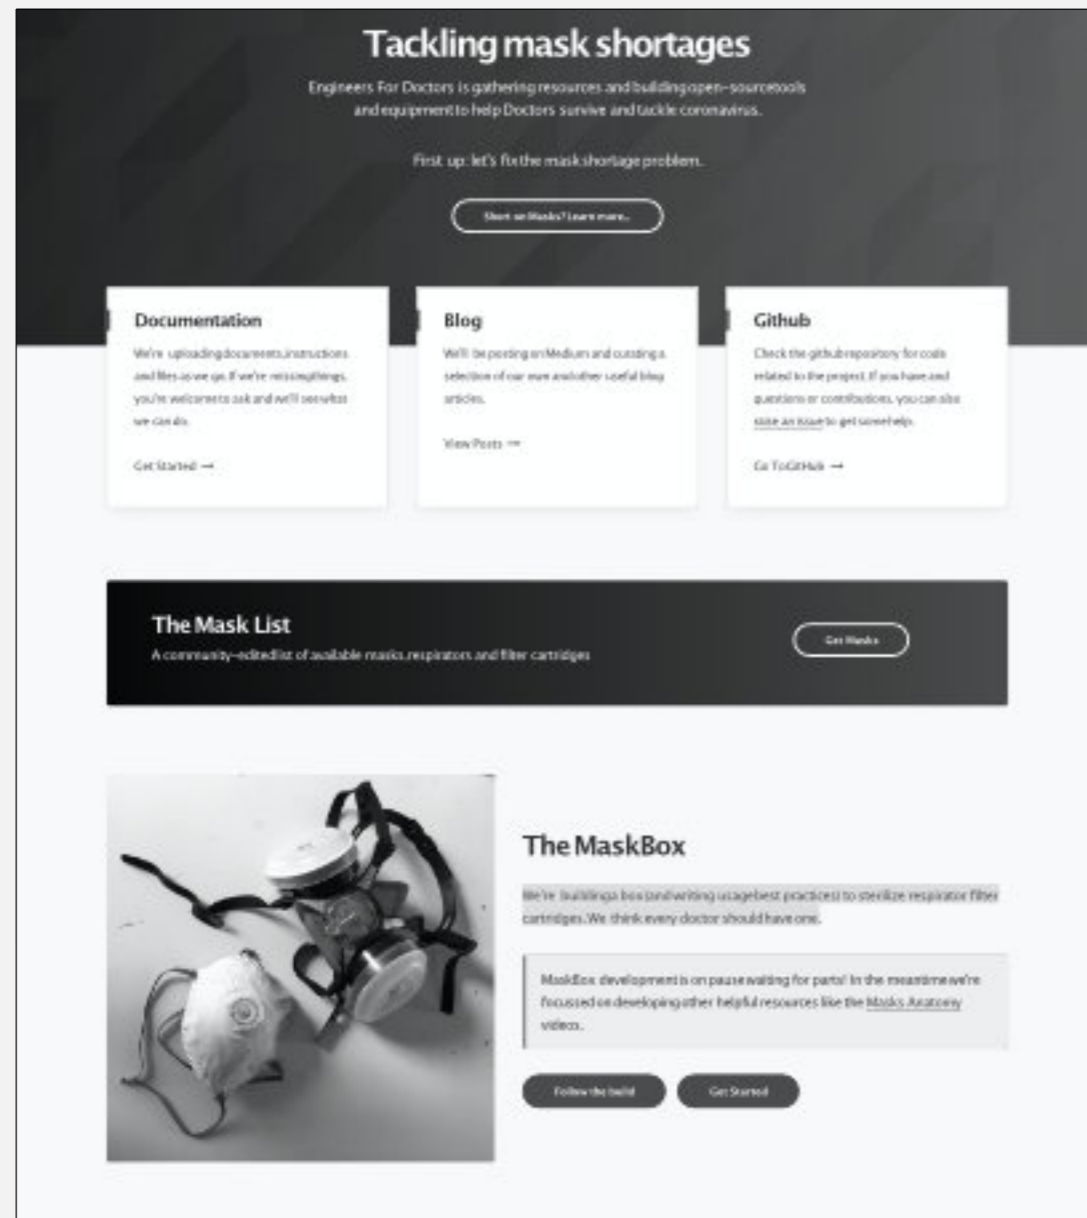 Tackling mask shortages
Engineers For Doctors is gathering resources and building open-source tools
and equipment to help Doctors survive and tackle coronavirus.
First up: let's fix the mask shortage problem.
Short on Masks? Learn more..
Documentation
We're uploading documents, instructions
and files as we go. If we're missing things,
you're welcome to ask and we'll see what
we can do.
Get Started →
Blog
We'll be posting on Medium and curating a
selection of our own and other useful blog
articles.
View Posts →
Github
Check the github repository for code
related to the project. If you have and
questions or contributions, you can also
raise an issue to get some help.
Go To GitHub →
The Mask List
A community-edited list of available masks, respirators and filter cartridges
Get Masks
The MaskBox
We're building a box (and writing usage best practices) to sterilize respirator filter
cartridges. We think every doctor should have one.
MaskBox development is on pause waiting for parts! In the meantime we're
focussed on developing other helpful resources like the Masks Anatomy
videos.
Follow the build
Get Started